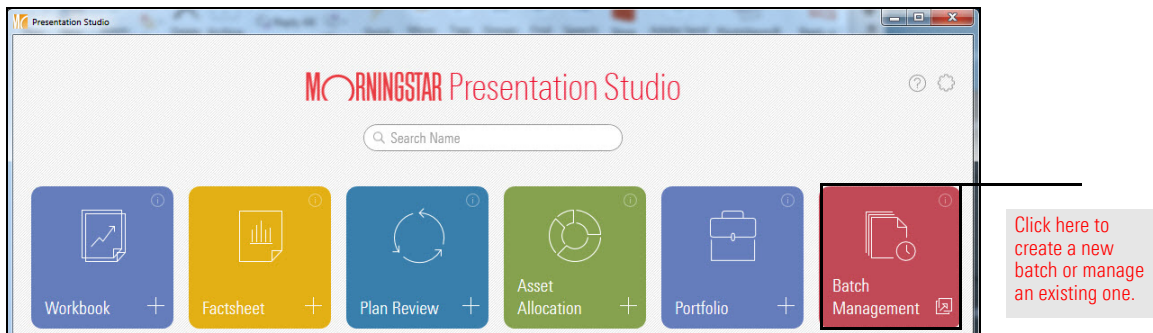 Presentation Studio
MORNINGSTAR Presentation Studio
Search Name
Workbook
Factsheet
Plan Review
Asset
Allocation
Portfolio
Batch
Management
Click here to
create a new
batch or manage
an existing one.